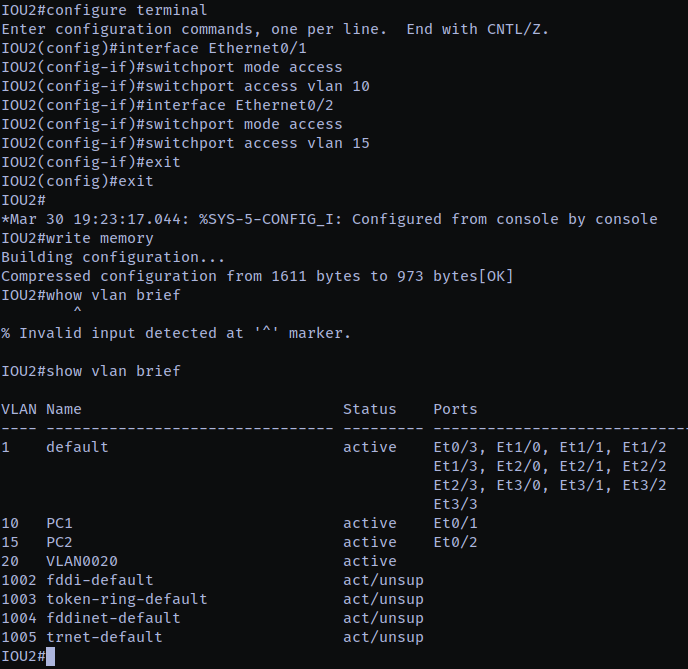 IOU2#configure terminal
Enter configuration commands, one per line.  End with CNTL/Z.
IOU2(config)#interface Ethernet0/1
IOU2(config-if)#switchport mode access
IOU2(config-if)#switchport access vlan 10
IOU2(config-if)#interface Ethernet0/2
IOU2(config-if)#switchport mode access
IOU2(config-if)#switchport access vlan 15
IOU2(config-if)#exit
IOU2(config)#exit
IOU2#
*Mar 30 19:23:17.044: %SYS-5-CONFIG_I: Configured from console by console
IOU2#write memory
Building configuration...
Compressed configuration from 1611 bytes to 973 bytes[OK]
IOU2#whow vlan brief
        ^
% Invalid input detected at '^' marker.

IOU2#show vlan brief

VLAN Name                             Status    Ports
---- -------------------------------- --------- -----------------------------
1    default                          active    Et0/3, Et1/0, Et1/1, Et1/2
                                                Et1/3, Et2/0, Et2/1, Et2/2
                                                Et2/3, Et3/0, Et3/1, Et3/2
                                                Et3/3
10   PC1                              active    Et0/1
15   PC2                              active    Et0/2
20   VLAN0020                         active
1002 fddi-default                     act/unsup
1003 token-ring-default               act/unsup
1004 fddinet-default                  act/unsup
1005 trnet-default                    act/unsup
IOU2#